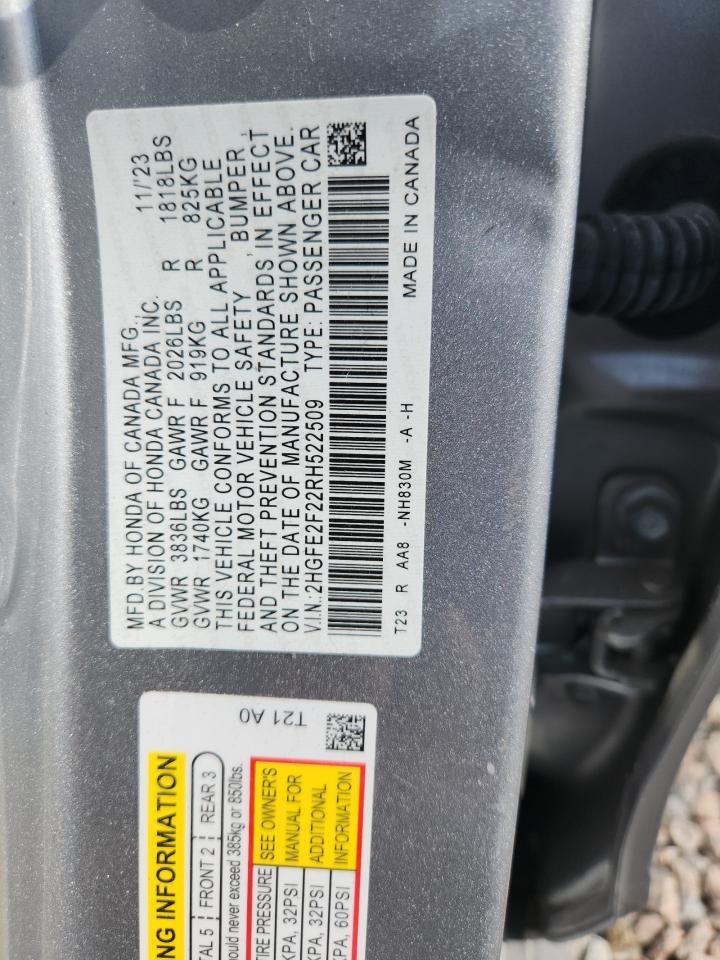 MFD.BY HONDA OF CANADA MFG., 11/'23
A DIVISION OF HONDA CANADA INC.
GVWR 3836LBS GAWR F 2026LBS R 1818LBS
GVWR 1740KG GAWR F 919KG R 825KG
THIS VEHICLE CONFORMS TO ALL APPLICABLE
FEDERAL MOTOR VEHICLE SAFETY , BUMPER,
AND THEFT PREVENTION STANDARDS IN EFFECT
ON THE DATE OF MANUFACTURE SHOWN ABOVE.
V.I.N.:2HGFE2F22RH522509 TYPE: PASSENGER CAR
T23 R AA8 -NH830M -A -H MADE IN CANADA
T21 A0
INFORMATION
5 FRONT 2 REAR 3
should never exceed 385kg or 850lbs.
TIRE PRESSURE SEE OWNER'S
KPA, 32PSI MANUAL FOR
KPA, 32PSI ADDITIONAL
KPA, 60PSI INFORMATION